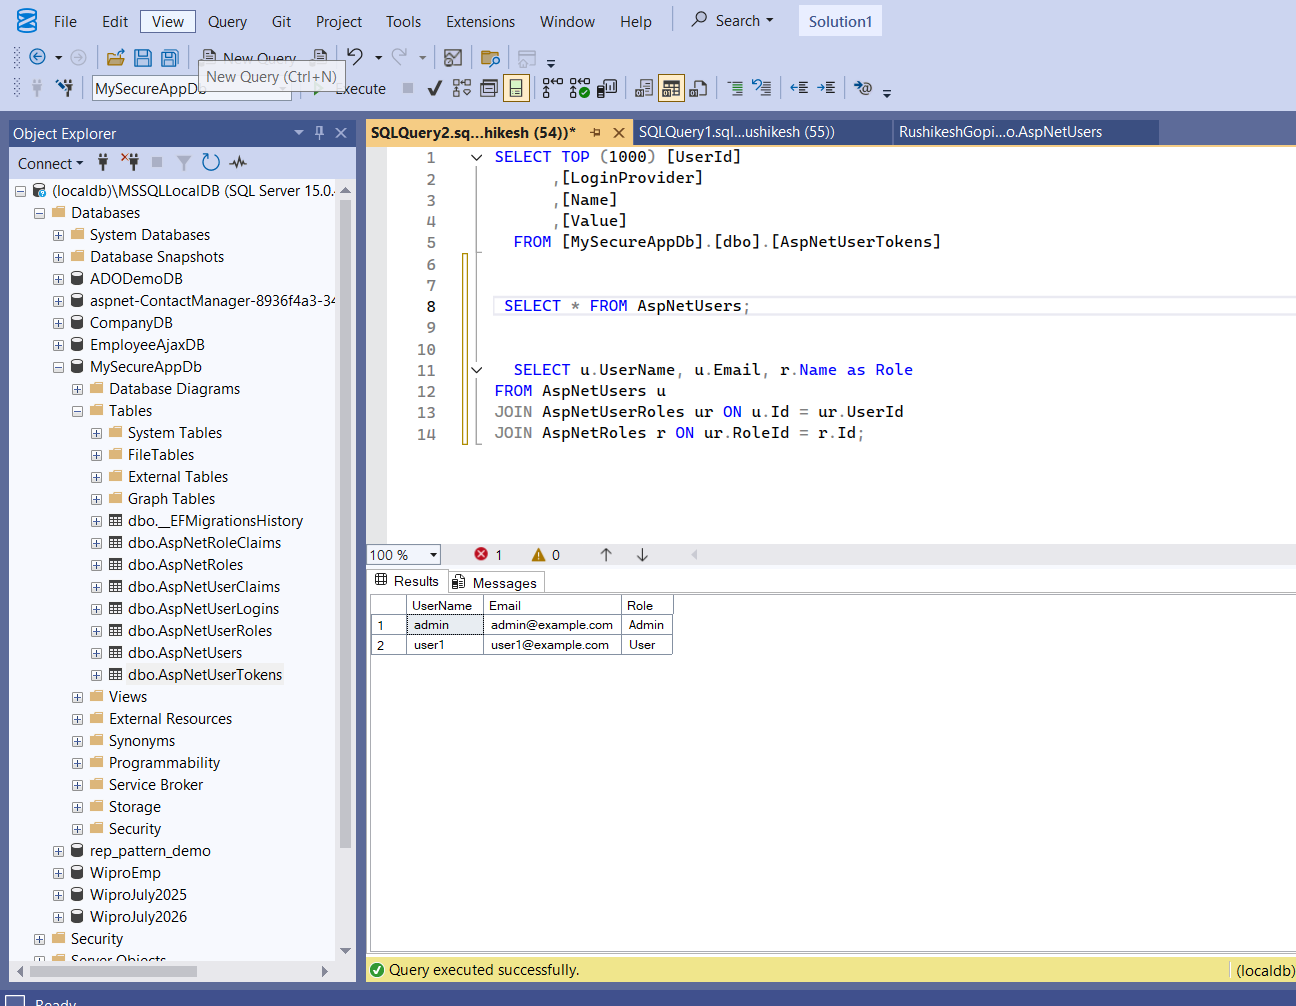 File Edit View Query Git Project Tools Extensions Window Help Search Solution1
New Query
New Query (Ctrl+N)
MySecureAppDb Execute
Object Explorer
Connect
(localdb)\MSSQLLocalDB (SQL Server 15.0.
Databases
System Databases
Database Snapshots
ADODemoDB
aspnet-ContactManager-8936f4a3-34
CompanyDB
EmployeeAjaxDB
MySecureAppDb
Database Diagrams
Tables
System Tables
FileTables
External Tables
Graph Tables
dbo.__EFMigrationsHistory
dbo.AspNetRoleClaims
dbo.AspNetRoles
dbo.AspNetUserClaims
dbo.AspNetUserLogins
dbo.AspNetUserRoles
dbo.AspNetUsers
dbo.AspNetUserTokens
Views
External Resources
Synonyms
Programmability
Service Broker
Storage
Security
rep_pattern_demo
WiproEmp
WiproJuly2025
WiproJuly2026
Security
Server Objects
SQLQuery2.sq...hikesh (54))* SQLQuery1.sql...ushikesh (55)) RushikeshGopi...o.AspNetUsers
1 SELECT TOP (1000) [UserId]
2 ,[LoginProvider]
3 ,[Name]
4 ,[Value]
5 FROM [MySecureAppDb].[dbo].[AspNetUserTokens]
6
7
8 SELECT * FROM AspNetUsers;
9
10
11 SELECT u.UserName, u.Email, r.Name as Role
12 FROM AspNetUsers u
13 JOIN AspNetUserRoles ur ON u.Id = ur.UserId
14 JOIN AspNetRoles r ON ur.RoleId = r.Id;
100 % 1 0
Results Messages
UserName Email Role
1 admin admin@example.com Admin
2 user1 user1@example.com User
Query executed successfully. (localdb)
Ready